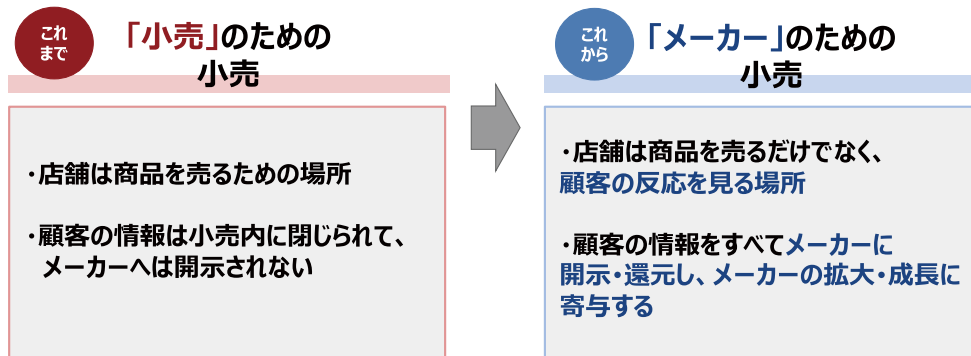 これ
まで
「小売」のための
小売
・店舗は商品を売るための場所
・顧客の情報は小売内に閉じられて、
メーカーへは開示されない
これ
から
「メーカー」のための
小売
・店舗は商品を売るだけでなく、
顧客の反応を見る場所
・顧客の情報をすべてメーカーに
開示・還元し、メーカーの拡大・成長に
寄与する